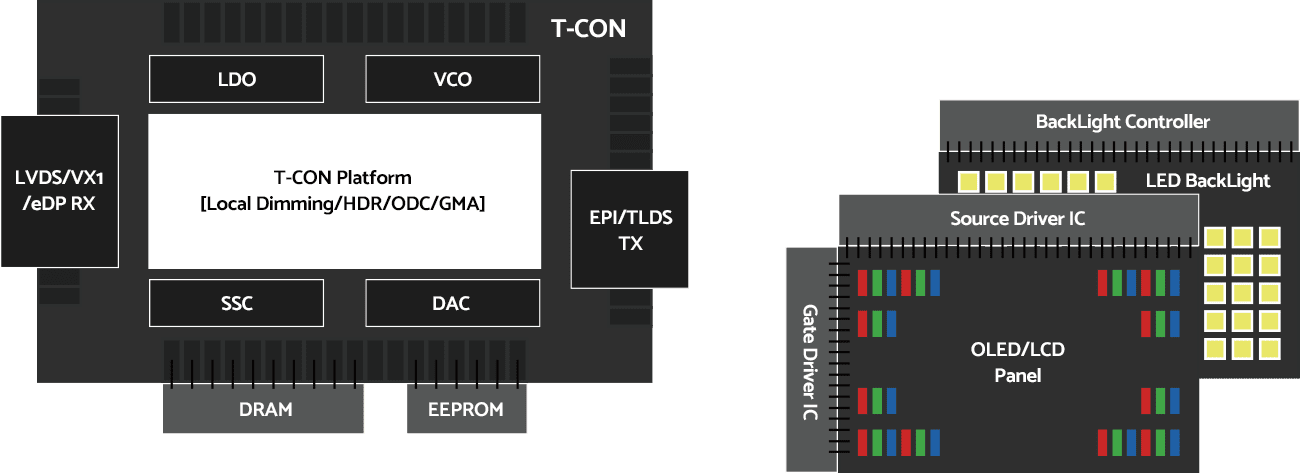 T-CON
LDO
VCO
LVDS/VX1
/eDP RX
T-CON Platform
[Local Dimming/HDR/ODC/GMA]
EPI/TLDS
TX
SSC
DAC
DRAM
EEPROM
BackLight Controller
LED BackLight
Source Driver IC
Gate Driver IC
OLED/LCD
Panel